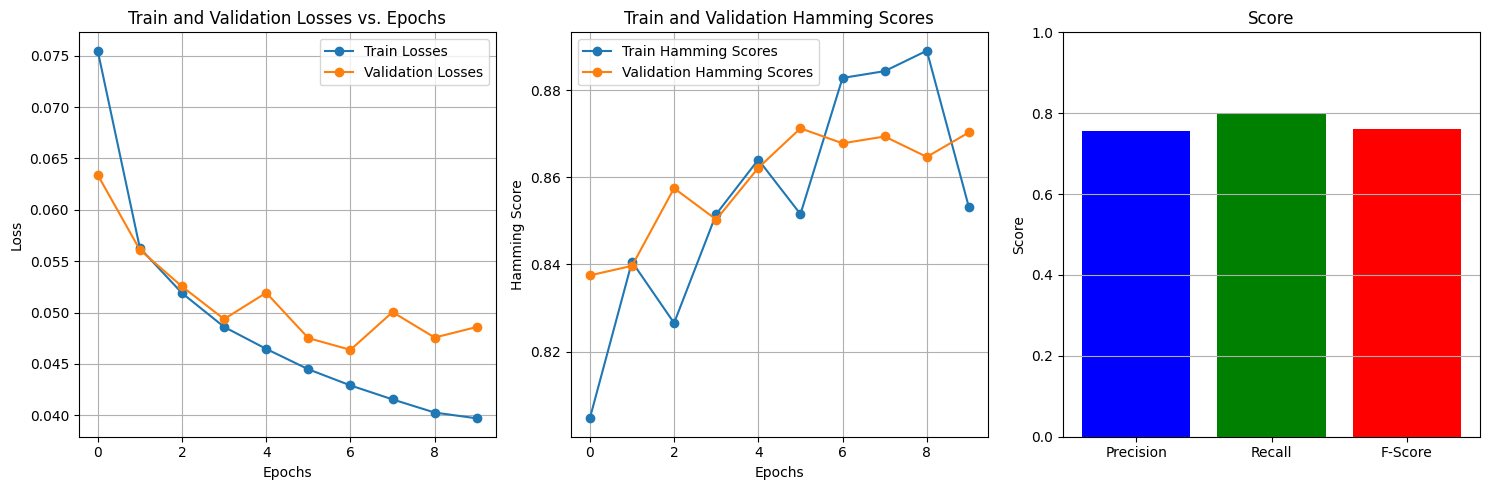 Train and Validation Losses vs. Epochs
Train Losses
Validation Losses
0.075
0.070
0.065
0.060
0.055
0.050
0.045
0.040
Loss
0 2 4 6 8
Epochs
Train and Validation Hamming Scores
Train Hamming Scores
Validation Hamming Scores
0.88
0.86
0.84
0.82
Hamming Score
0 2 4 6 8
Epochs
Score
1.0
0.8
0.6
0.4
0.2
0.0
Score
Precision Recall F-Score